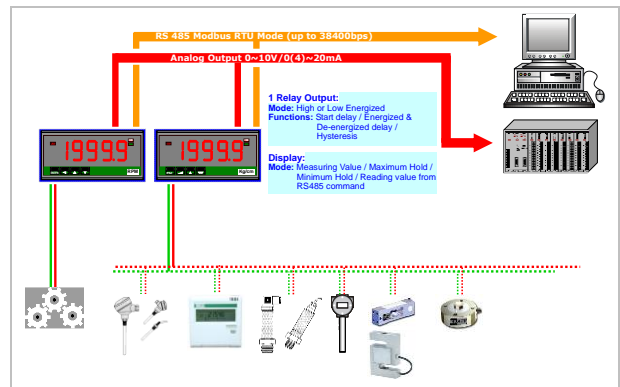 RS 485 Modbus RTU Mode (up to 38400bps)
Analog Output 0~10V/0(4)~20mA
1 Relay Output:
Mode: High or Low Energized
Functions: Start delay / Energized &
De-energized delay /
Hysteresis
1999.9
RPM
1999.9
Kg/cm
Display:
Mode: Measuring Value / Maximum Hold /
Minimum Hold / Reading value from
RS485 command